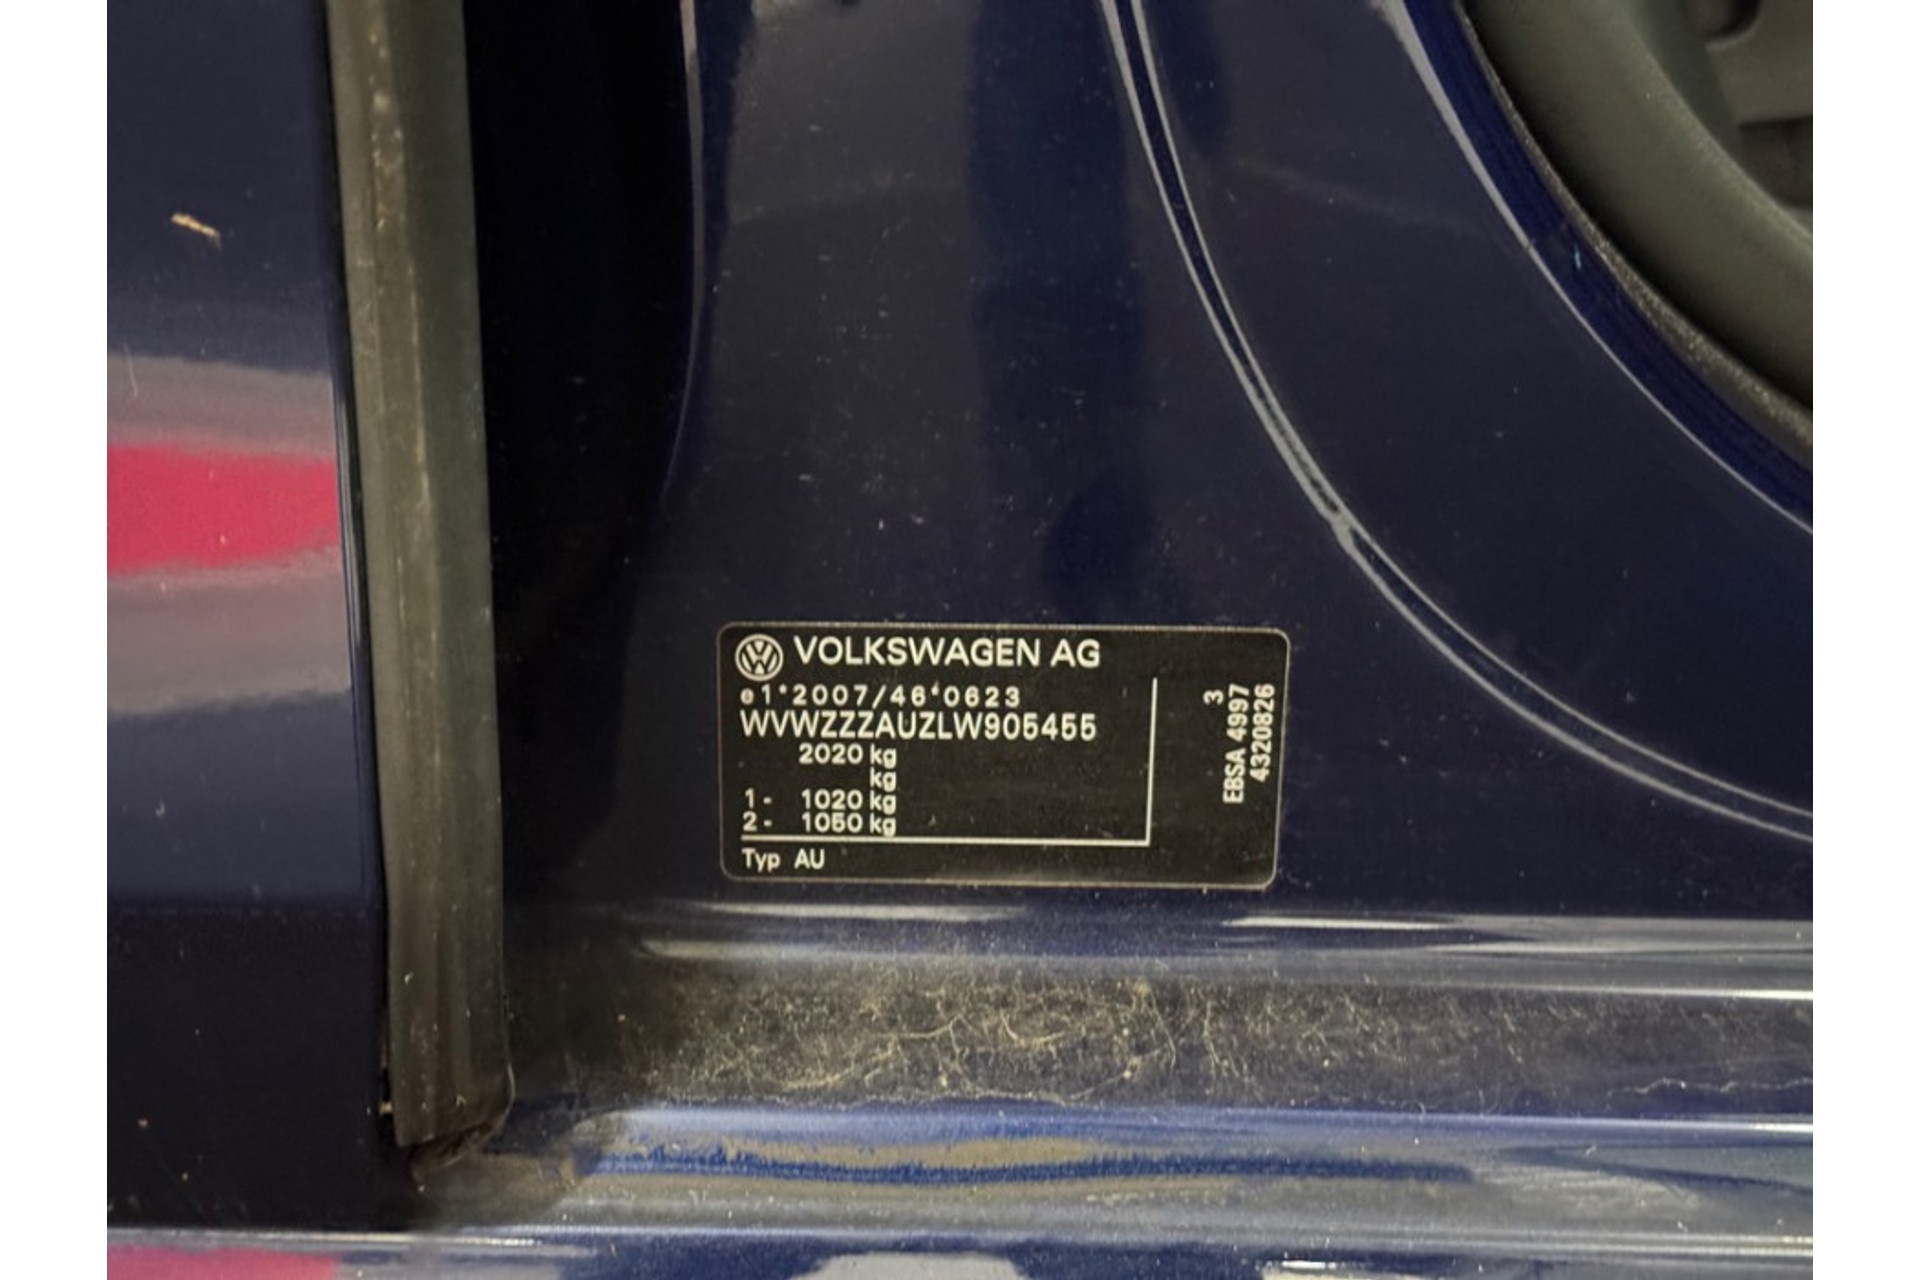 VOLKSWAGEN AG
e1*2007/46*0623
WVWZZZAUZLW905455
2020 kg
kg
1- 1020 kg
2- 1050 kg
Typ AU
3
EBSA 4997
4320826